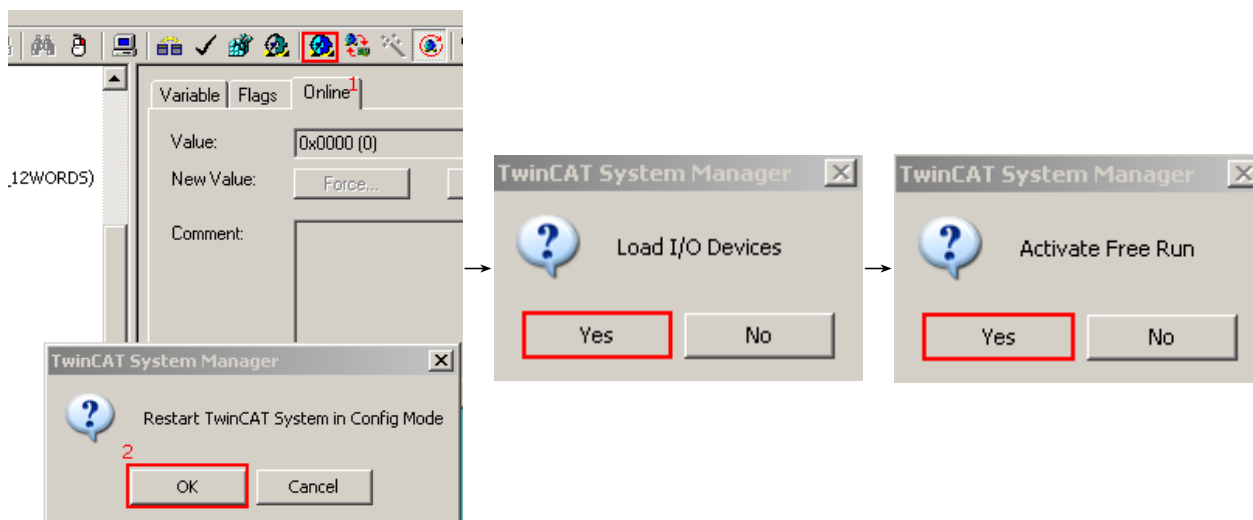 Variable Flags Online 1
Value: 0x0000 (0)
_12WORDS)
New Value: Force...
Comment:
TwinCAT System Manager
Restart TwinCAT System in Config Mode
2
OK Cancel
TwinCAT System Manager
Load I/O Devices
Yes No
TwinCAT System Manager
Activate Free Run
Yes No